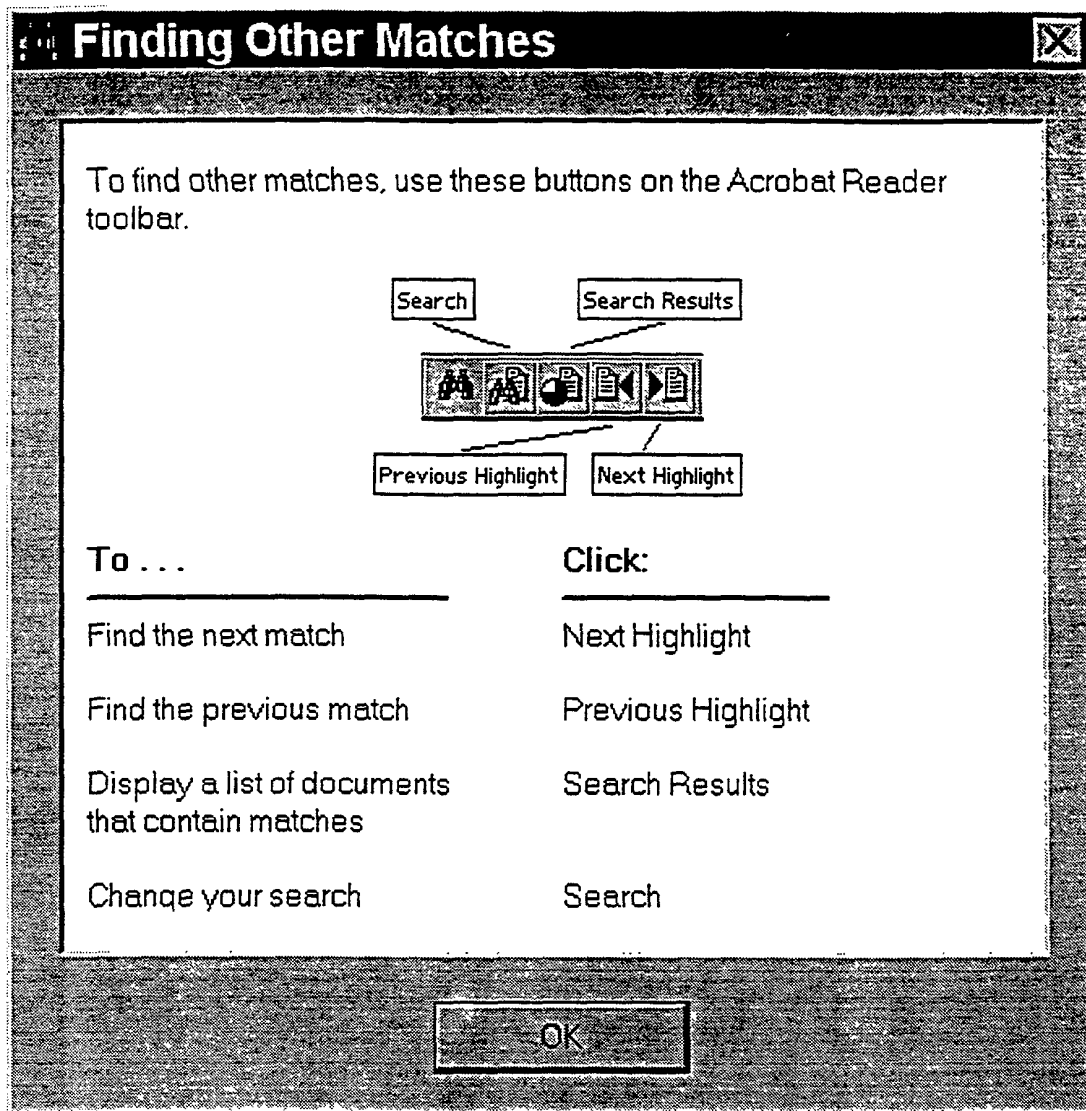 Finding Other Matches
To find other matches, use these buttons on the Acrobat Reader
toolbar.
Search Search Results
Previous Highlight Next Highlight
To . . . Click:
Find the next match Next Highlight
Find the previous match Previous Highlight
Display a list of documents Search Results
that contain matches
Change your search Search
OK